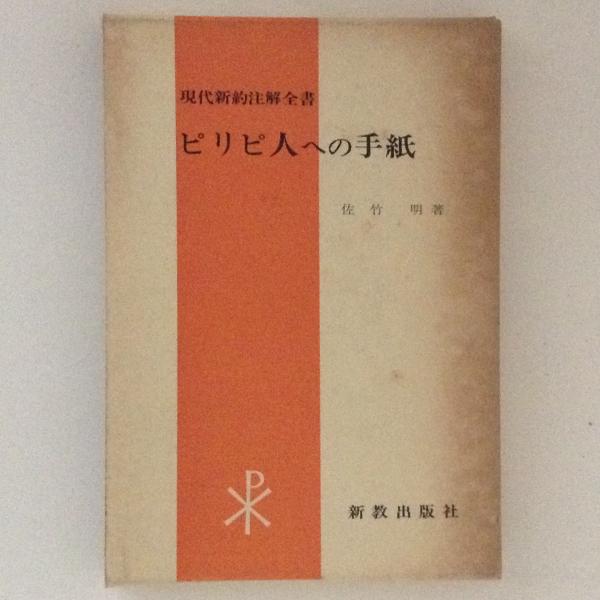 現代新約注解全書
ピリピ人への手紙
佐竹 明著
新教出版社